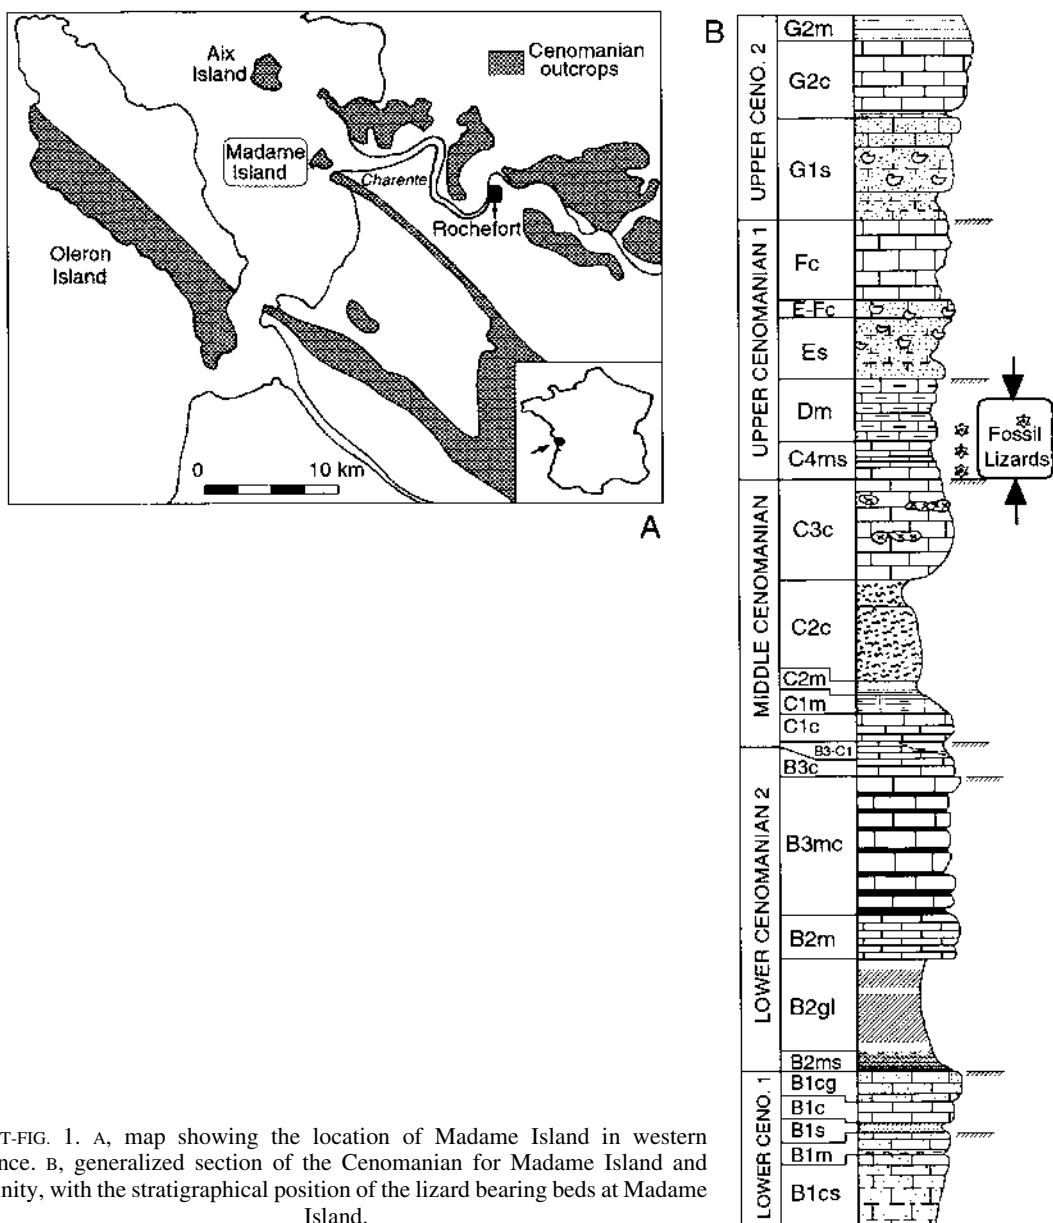 Aix
Island
Cenomanian
outcrops
Madame
Island
Charente
Rochefort
Oleron
Island
0 10 km
A
B
UPPER CENO. 2
G2m
G2c
G1s
UPPER CENOMANIAN 1
Fc
E-Fc
Es
Dm
C4ms
Fossil
Lizards
MIDDLE CENOMANIAN
C3c
C2c
C2m
C1m
C1c
LOWER CENOMANIAN 2
B3-C1
B3c
B3mc
B2m
B2gl
B2ms
LOWER CENO. 1
B1cg
B1c
B1s
B1m
B1cs
T-FIG. 1. A, map showing the location of Madame Island in western
nce. B, generalized section of the Cenomanian for Madame Island and
nity, with the stratigraphical position of the lizard bearing beds at Madame
Island.